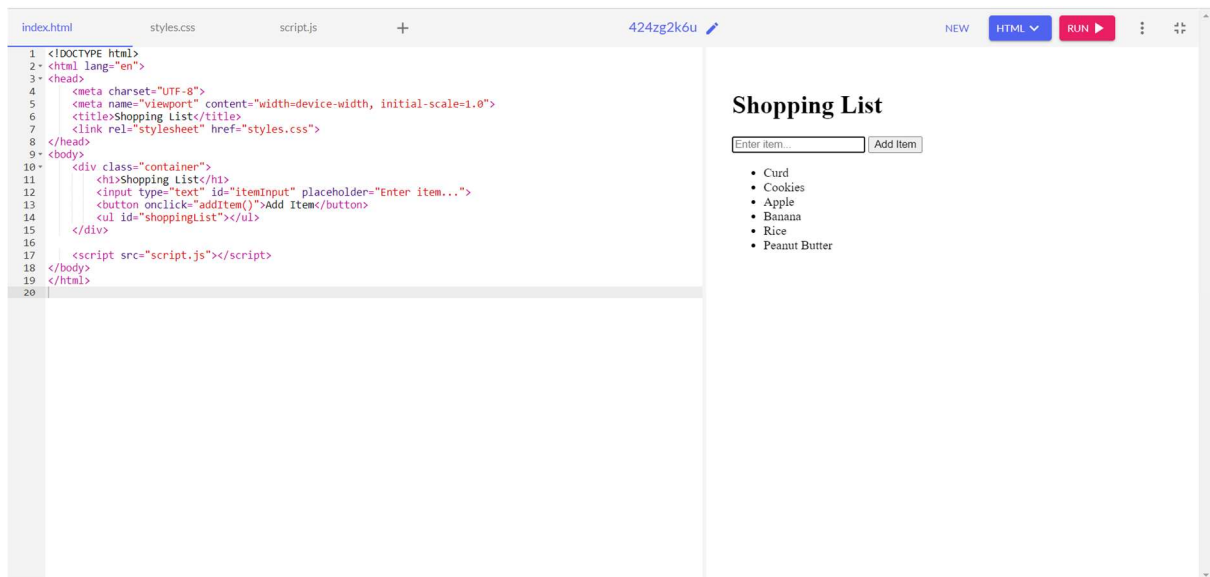 index.html styles.css script.js + 424zg2k6u NEW HTML RUN
1 <!DOCTYPE html>
2 <html lang="en">
3 <head>
4 <meta charset="UTF-8">
5 <meta name="viewport" content="width=device-width, initial-scale=1.0">
6 <title>Shopping List</title>
7 <link rel="stylesheet" href="styles.css">
8 </head>
9 <body>
10 <div class="container">
11 <h1>Shopping List</h1>
12 <input type="text" id="itemInput" placeholder="Enter item...">
13 <button onclick="addItem()">Add Item</button>
14 <ul id="shoppingList"></ul>
15 </div>
16
17 <script src="script.js"></script>
18 </body>
19 </html>
20
Shopping List
Enter item... Add Item
• Curd
• Cookies
• Apple
• Banana
• Rice
• Peanut Butter